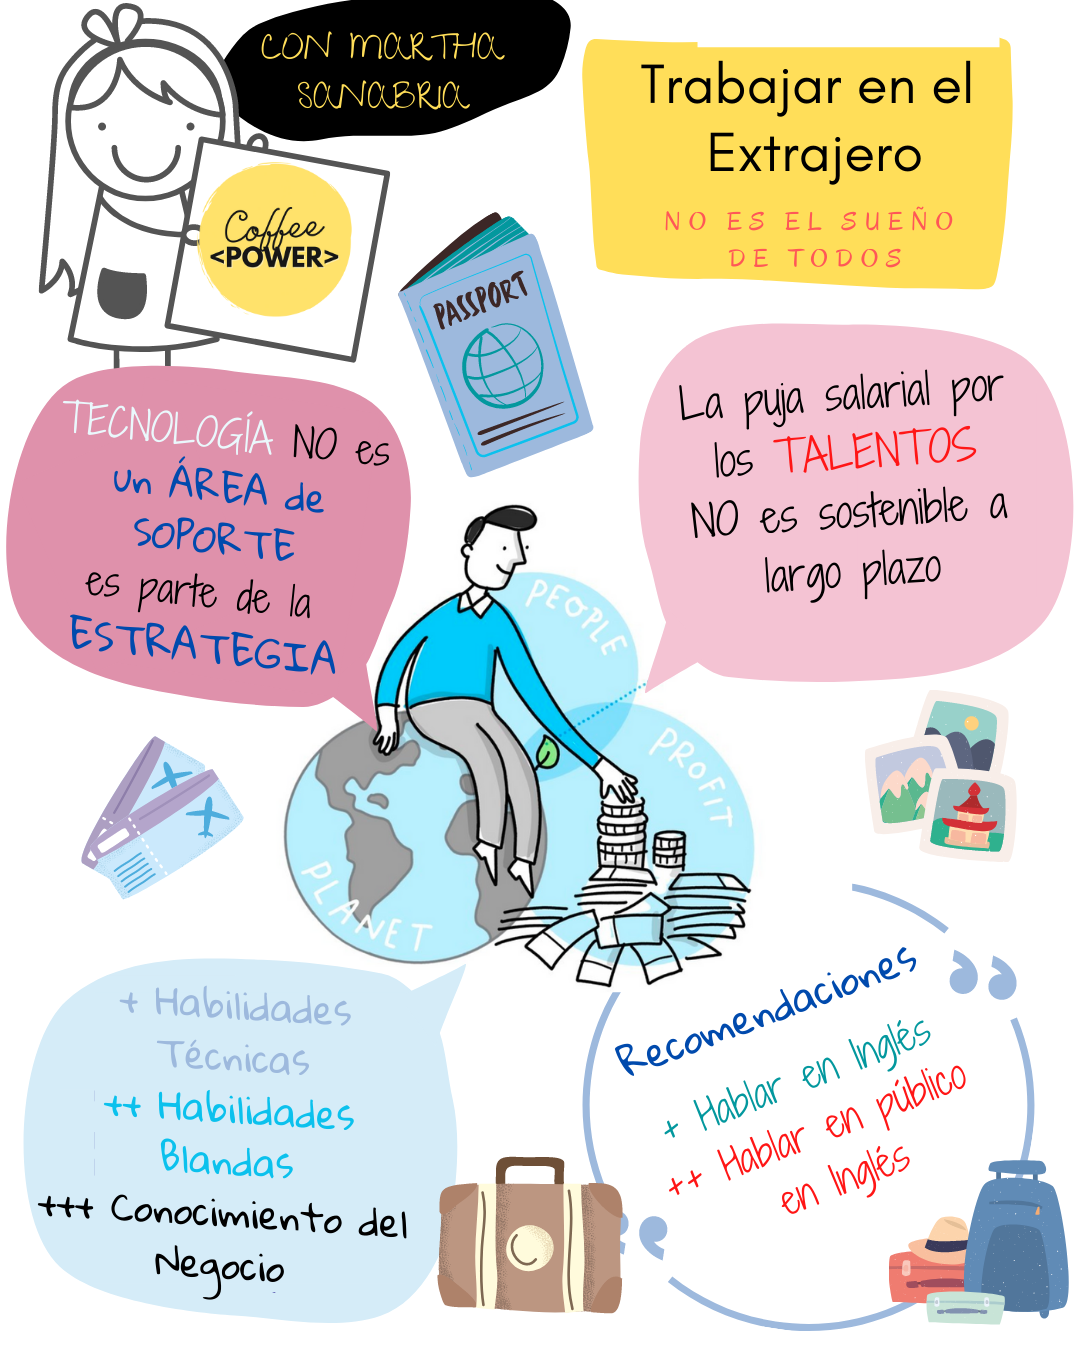 CON MARTHA
SANABRIA
Trabajar en el
Extrajero
NO ES EL SUEÑO
DE TODOS
Coffee
<POWER>
PASSPORT
TECNOLOGÍA NO es
un ÁREA de
SOPORTE
es parte de la
ESTRATEGIA
La puja salarial por
los TALENTOS
NO es sostenible a
largo plazo
PEOPLE
PROFIT
PLANET
+ Habilidades
Técnicas
++ Habilidades
Blandas
+++ Conocimiento del
Negocio
Recomendaciones
+ Hablar en Inglés
++ Hablar en público
en Inglés